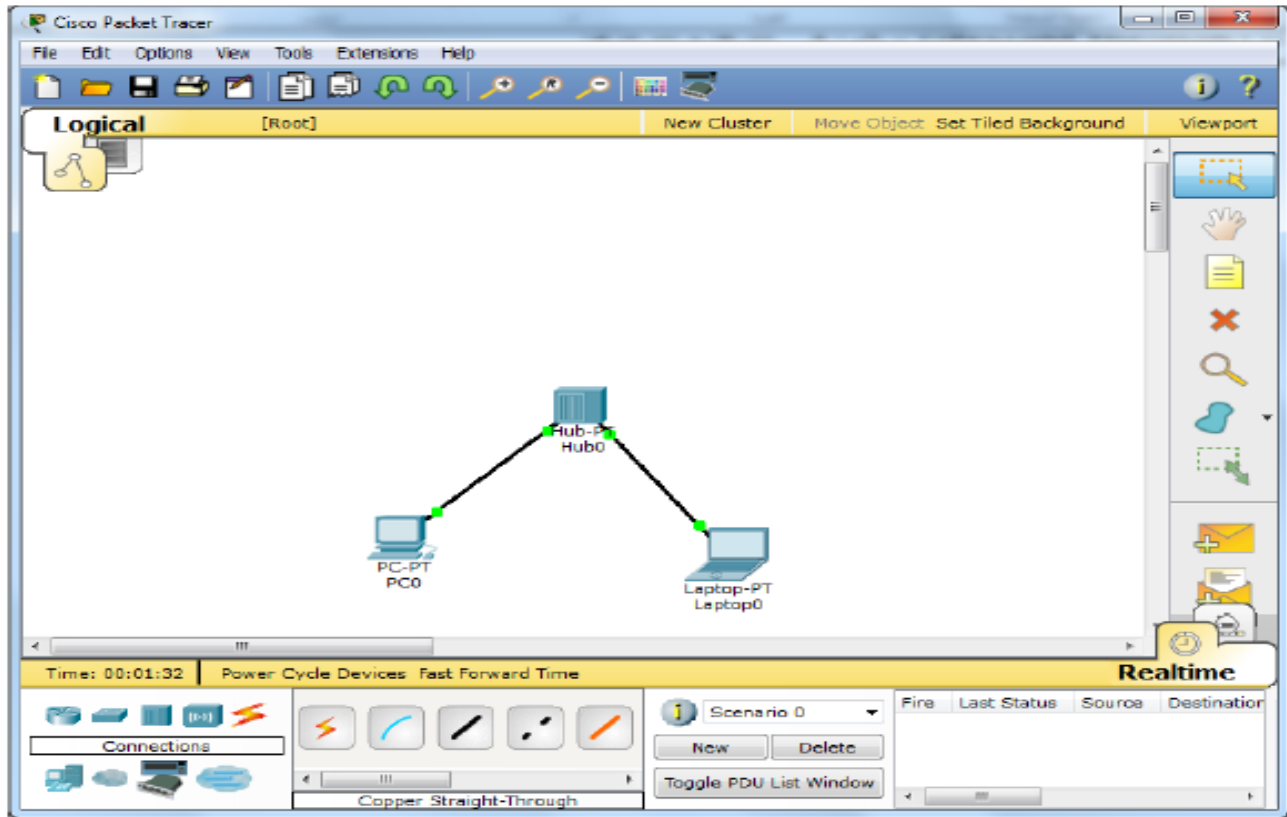 Cisco Packet Tracer
File Edit Options View Tools Extensions Help
Logical [Root] New Cluster Move Object Set Tiled Background Viewport
Hub-PT
Hub0
PC-PT
PC0
Laptop-PT
Laptop0
Time: 00:01:32 Power Cycle Devices Fast Forward Time Realtime
Scenario 0
Fire Last Status Source Destination
Connections
New Delete
Toggle PDU List Window
Copper Straight-Through